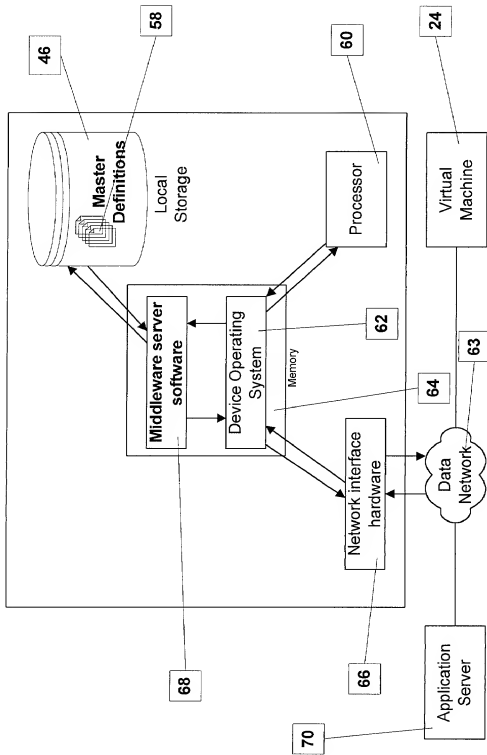 46
58
60
24
Master
Definitions
Local
Storage
Processor
Virtual
Machine
Middleware server
software
Device Operating
System
Memory
62
64
63
Network interface
hardware
Data
Network
68
66
Application
Server
70